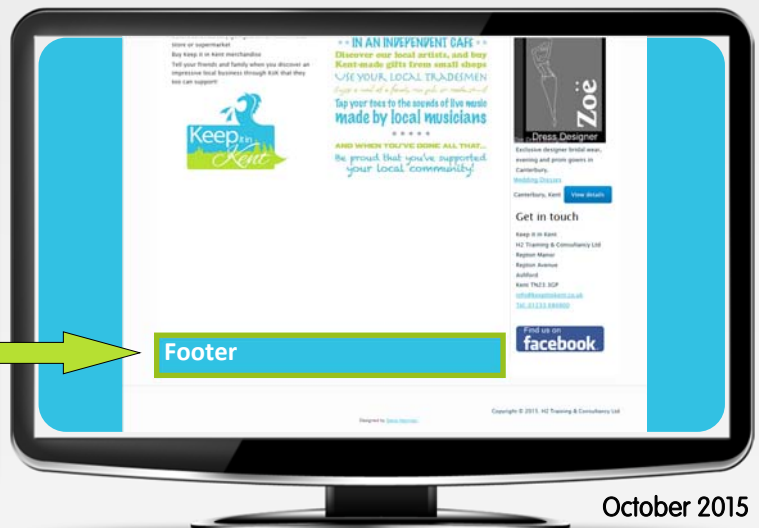 store or supermarket
Buy Keep it in Kent merchandise
Tell your friends and family when you discover an
impressive local business through KiK that they
too can support!
Keep it in
Kent
IN AN INDEPENDENT CAFE
Discover our local artists, and buy
Kent-made gifts from small shops
USE YOUR LOCAL TRADESMEN
Tap your toes to the sounds of live music
made by local musicians
AND WHEN YOU'VE DONE ALL THAT...
Be proud that you've supported
your local community!
Zoë
Dress Designer
Exclusive designer bridal wear,
evening and prom gowns in
Canterbury,
Wedding Dresses
Canterbury, Kent View details
Get in touch
Keep it in Kent
H2 Training & Consultancy Ltd
Repton Manor
Repton Avenue
Ashford
Kent TN23 3GP
info@keepitinkent.co.uk
Find us on
facebook
Footer
Copyright © 2015. H2 Training & Consultancy Ltd
Designed by
October 2015